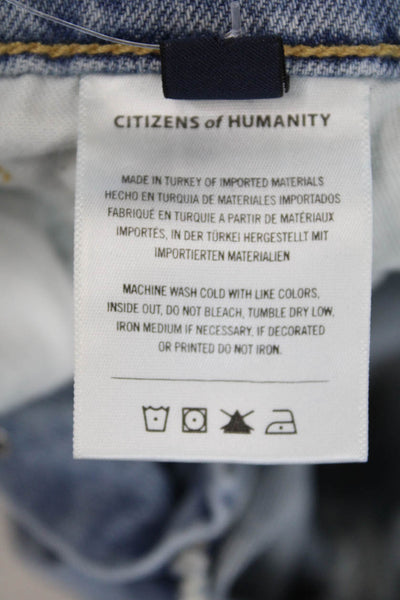 CITIZENS of HUMANITY
MADE IN TURKEY OF IMPORTED MATERIALS
HECHO EN TURQUIA DE MATERIALES IMPORTADOS
FABRIQUÉ EN TURQUIE A PARTIR DE MATÉRIAUX
IMPORTÉS, IN DER TÜRKEI HERGESTELLT MIT
IMPORTIERTEN MATERIALIEN
MACHINE WASH COLD WITH LIKE COLORS,
INSIDE OUT, DO NOT BLEACH, TUMBLE DRY LOW,
IRON MEDIUM IF NECESSARY, IF DECORATED
OR PRINTED DO NOT IRON.